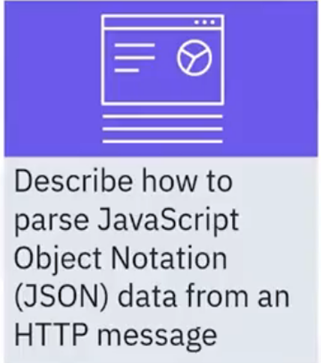 Describe how to
parse JavaScript
Object Notation
(JSON) data from an
HTTP message